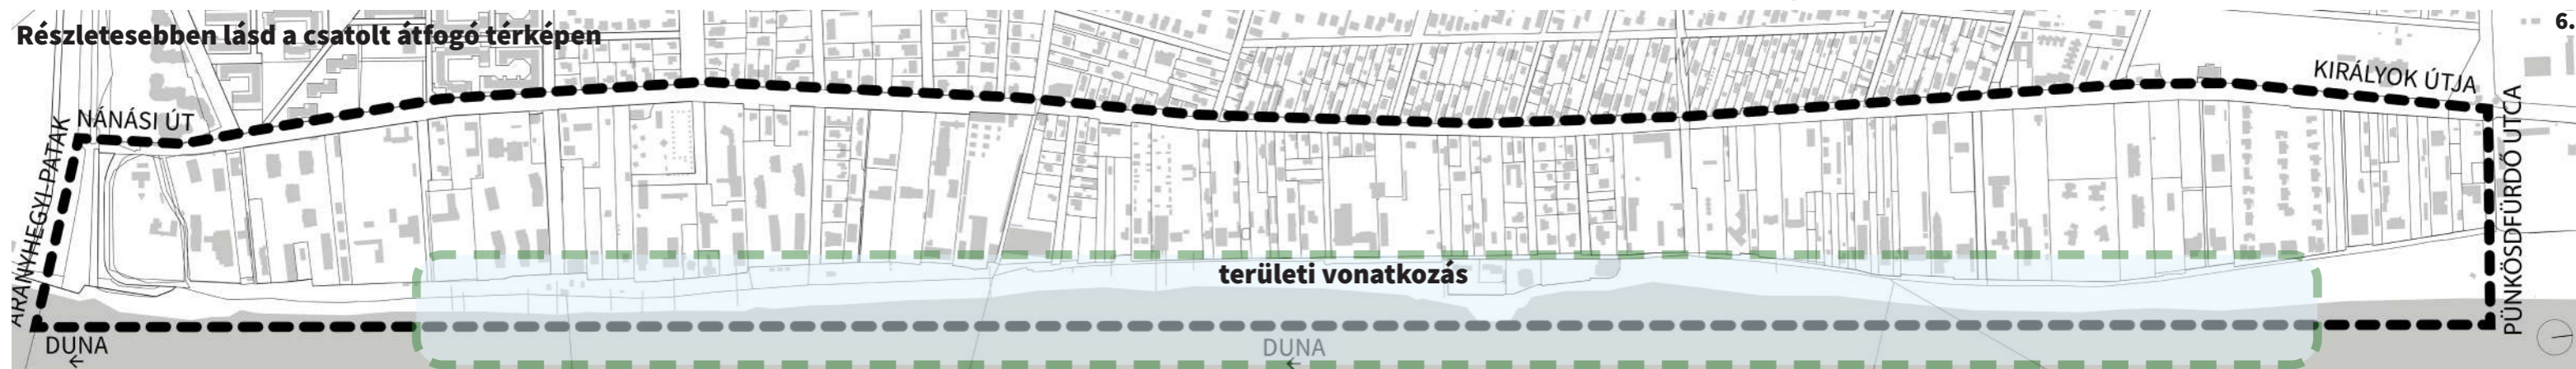 Részletesebben lásd a csatolt átfogó térképen
6.
KIRÁLYOK ÚTJA
NÁNÁSI ÚT
ARANYHEGYI-PATAK
PÜNKÖSDFÜRDŐ UTCA
területi vonatkozás
DUNA
DUNA